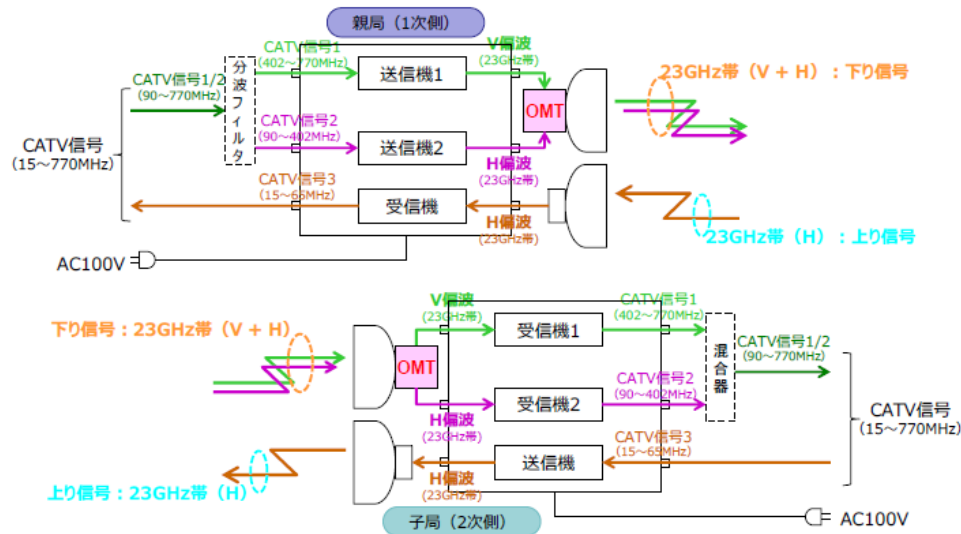 親局（1次側）
CATV信号1
(402～770MHz)
V偏波
(23GHz帯)
CATV信号1/2
(90～770MHz)
分波フィルタ
送信機1
OMT
23GHz帯（V + H）：下り信号
CATV信号
(15～770MHz)
CATV信号2
(90～402MHz)
送信機2
H偏波
(23GHz帯)
CATV信号3
(15～65MHz)
受信機
H偏波
(23GHz帯)
23GHz帯（H）：上り信号
AC100V
下り信号：23GHz帯（V + H）
V偏波
(23GHz帯)
CATV信号1
(402～770MHz)
受信機1
混合器
CATV信号1/2
(90～770MHz)
OMT
H偏波
(23GHz帯)
受信機2
CATV信号2
(90～402MHz)
CATV信号
(15～770MHz)
送信機
CATV信号3
(15～65MHz)
H偏波
(23GHz帯)
上り信号：23GHz帯（H）
子局（2次側）
AC100V